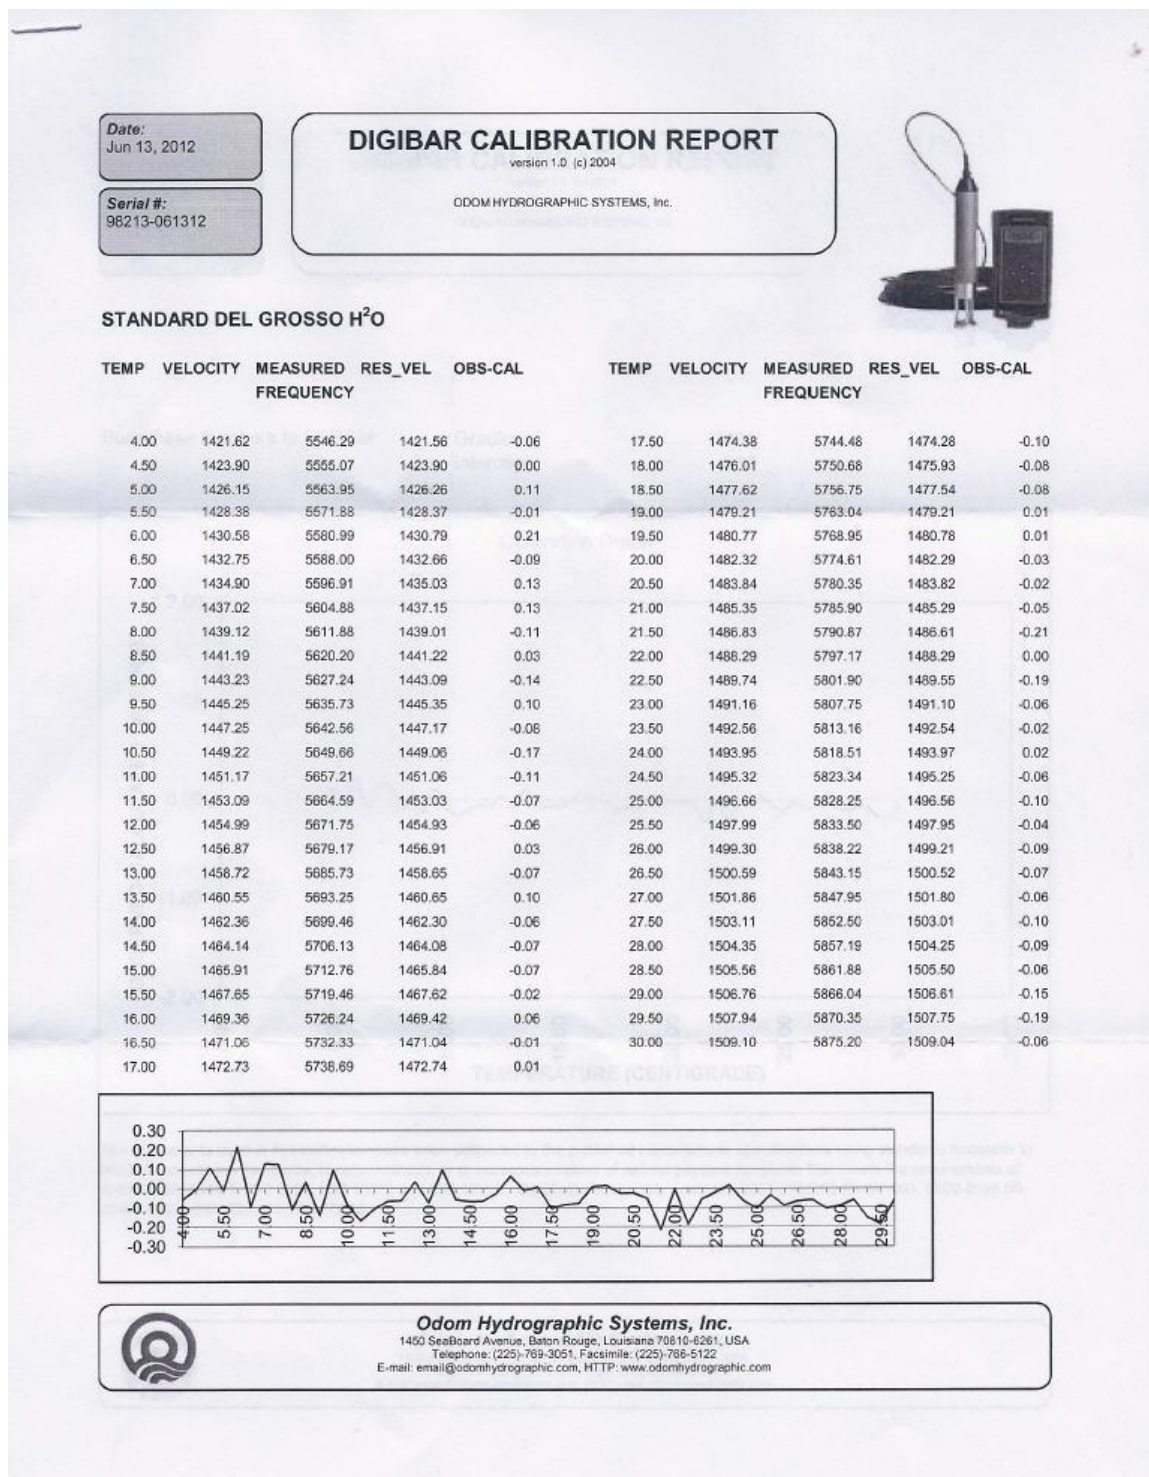 Date:
Jun 13, 2012
Serial #:
98213-061312
DIGIBAR CALIBRATION REPORT
version 1.0 (c) 2004
ODOM HYDROGRAPHIC SYSTEMS, Inc.
STANDARD DEL GROSSO H²O
TEMP VELOCITY MEASURED FREQUENCY RES_VEL OBS-CAL TEMP VELOCITY MEASURED FREQUENCY RES_VEL OBS-CAL
4.00 1421.62 5546.29 1421.56 -0.06 17.50 1474.38 5744.48 1474.28 -0.10
4.50 1423.90 5555.07 1423.90 0.00 18.00 1476.01 5750.68 1475.93 -0.08
5.00 1426.15 5563.95 1426.26 0.11 18.50 1477.62 5756.75 1477.54 -0.08
5.50 1428.38 5571.88 1428.37 -0.01 19.00 1479.21 5763.04 1479.21 0.01
6.00 1430.58 5580.99 1430.79 0.21 19.50 1480.77 5768.95 1480.78 0.01
6.50 1432.75 5588.00 1432.66 -0.09 20.00 1482.32 5774.61 1482.29 -0.03
7.00 1434.90 5596.91 1435.03 0.13 20.50 1483.84 5780.35 1483.82 -0.02
7.50 1437.02 5604.88 1437.15 0.13 21.00 1485.35 5785.90 1485.29 -0.05
8.00 1439.12 5611.88 1439.01 -0.11 21.50 1486.83 5790.87 1486.61 -0.21
8.50 1441.19 5620.20 1441.22 0.03 22.00 1488.29 5797.17 1488.29 0.00
9.00 1443.23 5627.24 1443.09 -0.14 22.50 1489.74 5801.90 1489.55 -0.19
9.50 1445.25 5635.73 1445.35 0.10 23.00 1491.16 5807.75 1491.10 -0.06
10.00 1447.25 5642.56 1447.17 -0.08 23.50 1492.56 5813.16 1492.54 -0.02
10.50 1449.22 5649.66 1449.06 -0.17 24.00 1493.95 5818.51 1493.97 0.02
11.00 1451.17 5657.21 1451.06 -0.11 24.50 1495.32 5823.34 1495.25 -0.06
11.50 1453.09 5664.59 1453.03 -0.07 25.00 1496.66 5828.25 1496.56 -0.10
12.00 1454.99 5671.75 1454.93 -0.06 25.50 1497.99 5833.50 1497.95 -0.04
12.50 1456.87 5679.17 1456.91 0.03 26.00 1499.30 5838.22 1499.21 -0.09
13.00 1458.72 5685.73 1458.65 -0.07 26.50 1500.59 5843.15 1500.52 -0.07
13.50 1460.55 5693.25 1460.65 0.10 27.00 1501.86 5847.95 1501.80 -0.06
14.00 1462.36 5699.46 1462.30 -0.06 27.50 1503.11 5852.50 1503.01 -0.10
14.50 1464.14 5706.13 1464.08 -0.07 28.00 1504.35 5857.19 1504.25 -0.09
15.00 1465.91 5712.76 1465.84 -0.07 28.50 1505.56 5861.88 1505.50 -0.06
15.50 1467.65 5719.46 1467.62 -0.02 29.00 1506.76 5866.04 1506.61 -0.15
16.00 1469.36 5726.24 1469.42 0.06 29.50 1507.94 5870.35 1507.75 -0.19
16.50 1471.06 5732.33 1471.04 -0.01 30.00 1509.10 5875.20 1509.04 -0.06
17.00 1472.73 5738.69 1472.74 0.01
0.30
0.20
0.10
0.00
-0.10
-0.20
-0.30
4.00 5.50 7.00 8.50 10.00 11.50 13.00 14.50 16.00 17.50 19.00 20.50 22.00 23.50 25.00 26.50 28.00 29.50
Odom Hydrographic Systems, Inc.
1450 SeaBoard Avenue, Baton Rouge, Louisiana 70810-6261, USA
Telephone: (225)-769-3051, Facsimile: (225)-766-5122
E-mail: email@odomhydrographic.com, HTTP: www.odomhydrographic.com